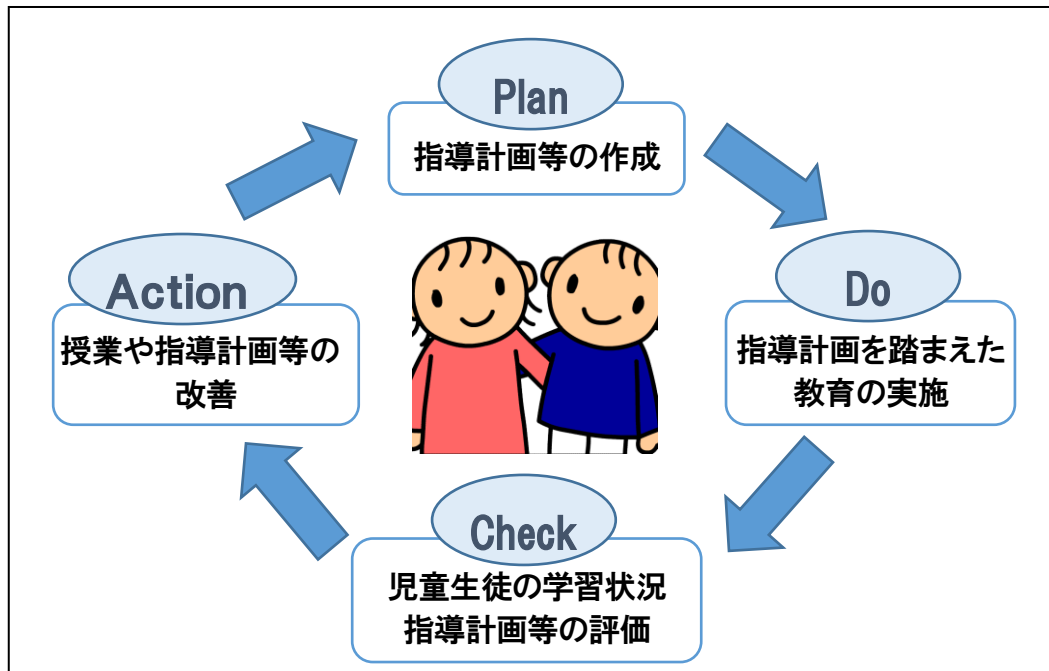 Plan
指導計画等の作成
Do
指導計画を踏まえた
教育の実施
Check
児童生徒の学習状況
指導計画等の評価
Action
授業や指導計画等の
改善